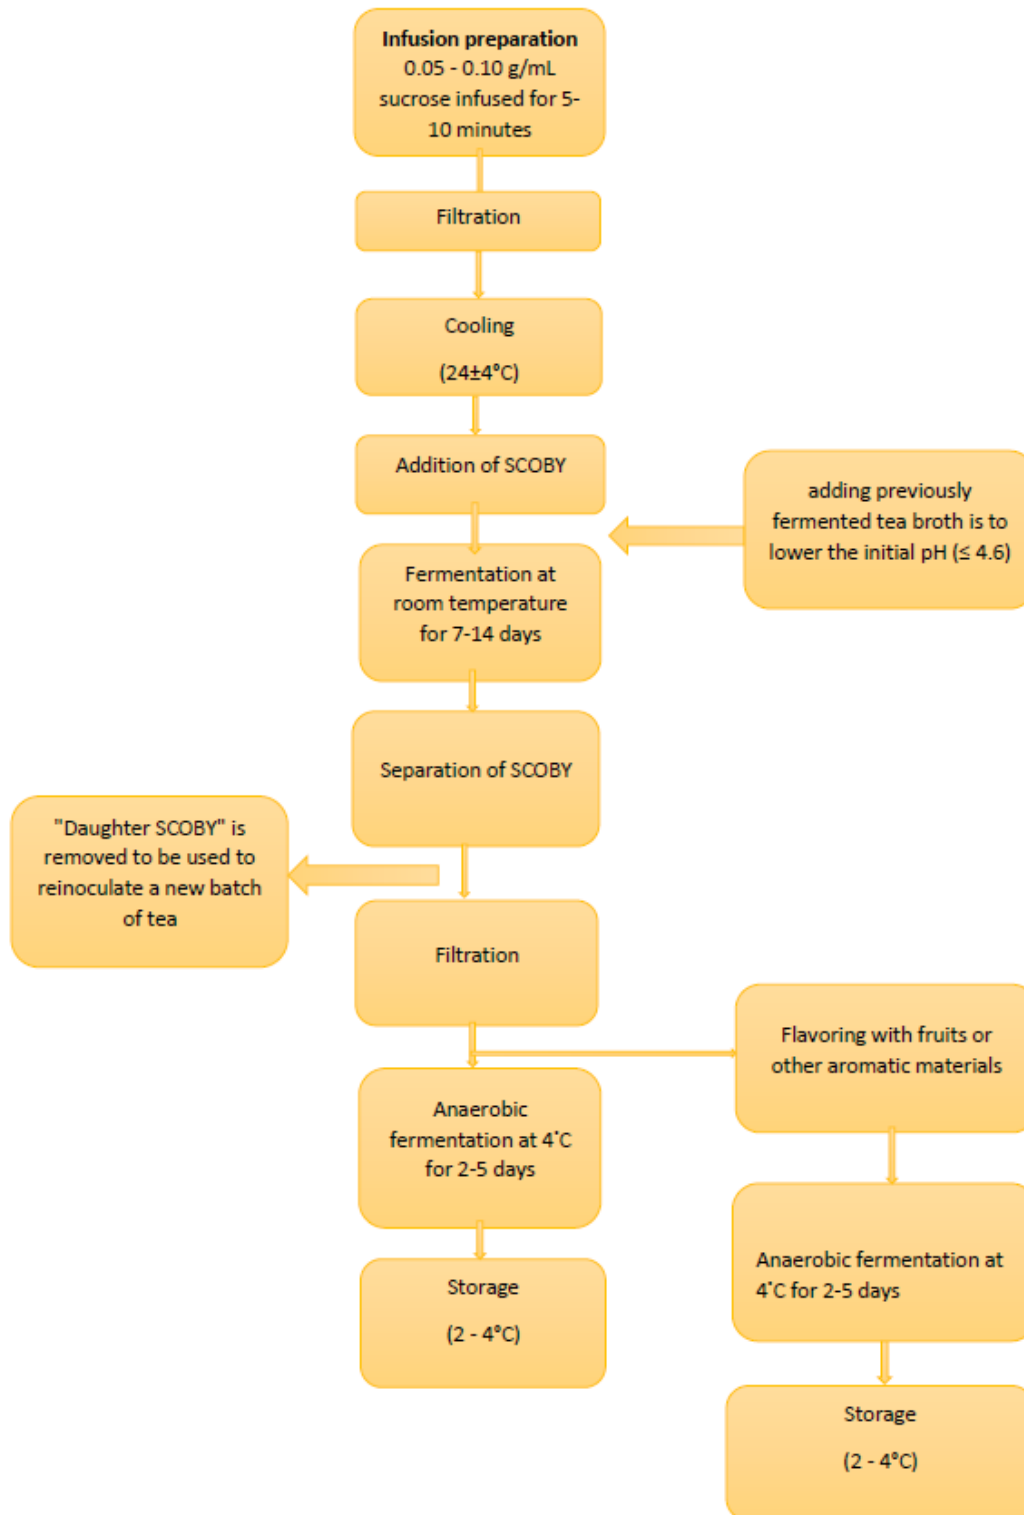 Infusion preparation
0.05 - 0.10 g/mL
sucrose infused for 5-
10 minutes
Filtration
Cooling
(24±4°C)
Addition of SCOBY
adding previously
fermented tea broth is to
lower the initial pH (≤ 4.6)
Fermentation at
room temperature
for 7-14 days
Separation of SCOBY
"Daughter SCOBY" is
removed to be used to
reinoculate a new batch
of tea
Filtration
Flavoring with fruits or
other aromatic materials
Anaerobic
fermentation at 4˚C
for 2-5 days
Anaerobic fermentation at
4˚C for 2-5 days
Storage
(2 - 4°C)
Storage
(2 - 4°C)